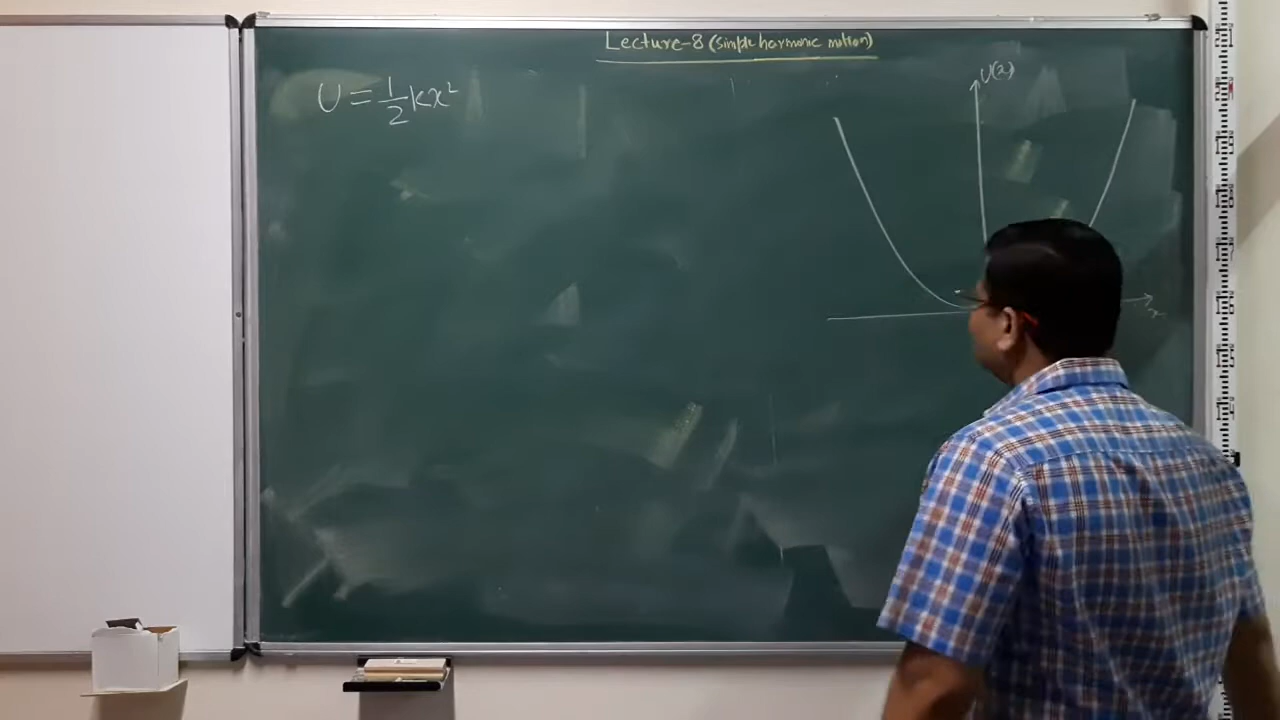 Lecture-8 (simple harmonic motion)
U = 1/2 kx²
U(x)
x